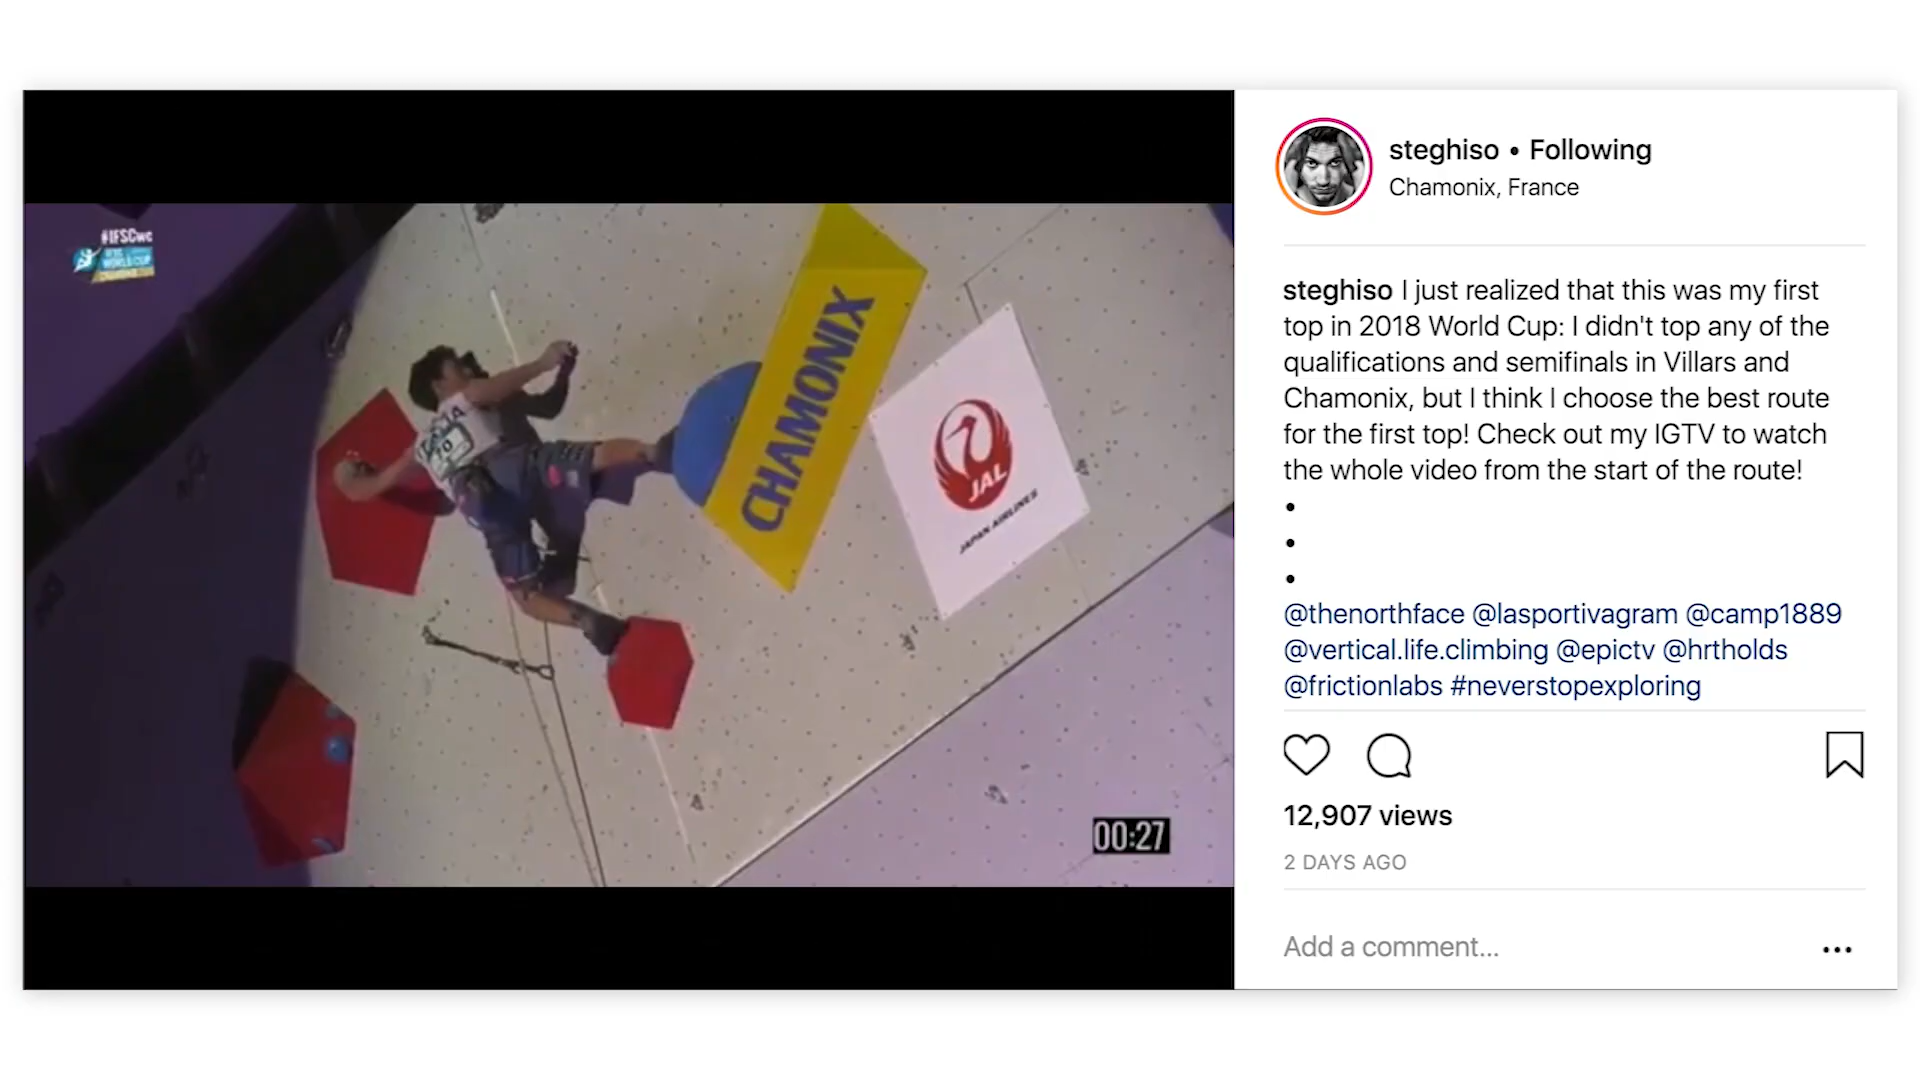 #IFSCwc
IFSC
WORLD CUP
CHAMONIX
CHAMONIX
JAL
JAPAN AIRLINES
00:27
steghiso • Following
Chamonix, France
steghiso I just realized that this was my first
top in 2018 World Cup: I didn't top any of the
qualifications and semifinals in Villars and
Chamonix, but I think I choose the best route
for the first top! Check out my IGTV to watch
the whole video from the start of the route!
•
•
•
@thenorthface @lasportivagram @camp1889
@vertical.life.climbing @epictv @hrtholds
@frictionlabs #neverstopexploring
12,907 views
2 DAYS AGO
Add a comment...